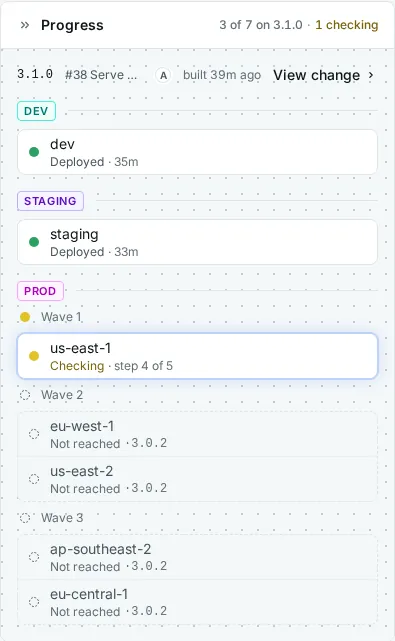 » Progress 3 of 7 on 3.1.0 · 1 checking
3.1.0 #38 Serve ... A built 39m ago View change ›
DEV
dev
Deployed · 35m
STAGING
staging
Deployed · 33m
PROD
Wave 1
us-east-1
Checking · step 4 of 5
Wave 2
eu-west-1
Not reached ·3.0.2
us-east-2
Not reached ·3.0.2
Wave 3
ap-southeast-2
Not reached ·3.0.2
eu-central-1
Not reached ·3.0.2